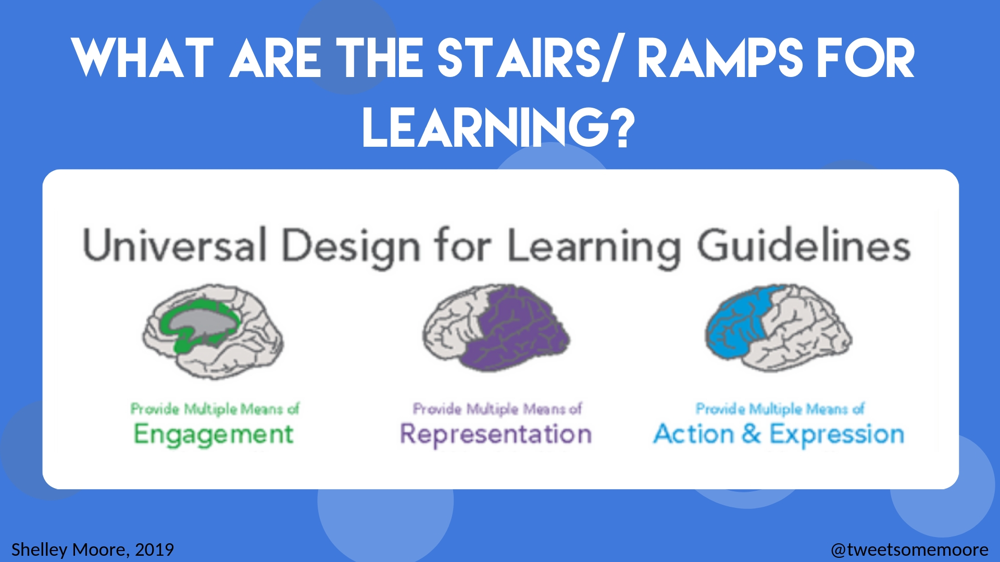 WHAT ARE THE STAIRS/ RAMPS FOR
LEARNING?
Universal Design for Learning Guidelines
Provide Multiple Means of
Engagement
Provide Multiple Means of
Representation
Provide Multiple Means of
Action & Expression
Shelley Moore, 2019
@tweetsomemoore